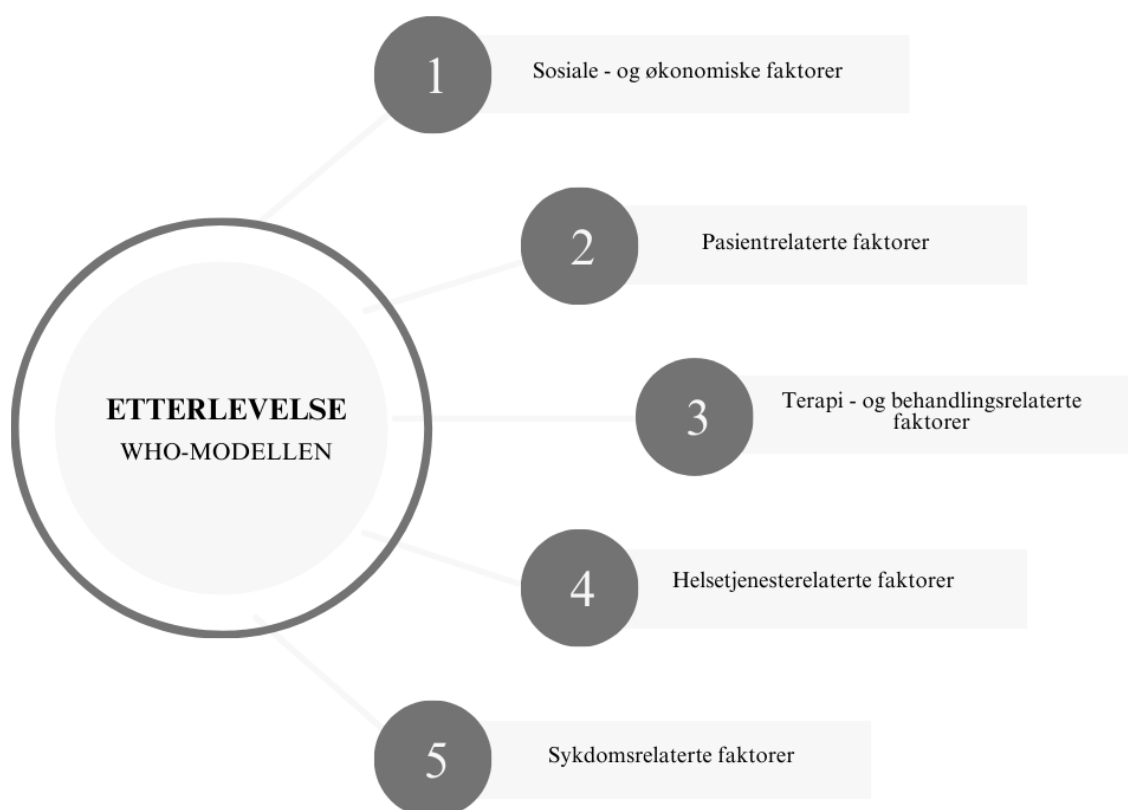 1
Sosiale - og økonomiske faktorer
2
Pasientrelaterte faktorer
ETTERLEVELSE
WHO-MODELLEN
3
Terapi - og behandlingsrelaterte
faktorer
4
Helsetjenesterelaterte faktorer
5
Sykdomsrelaterte faktorer